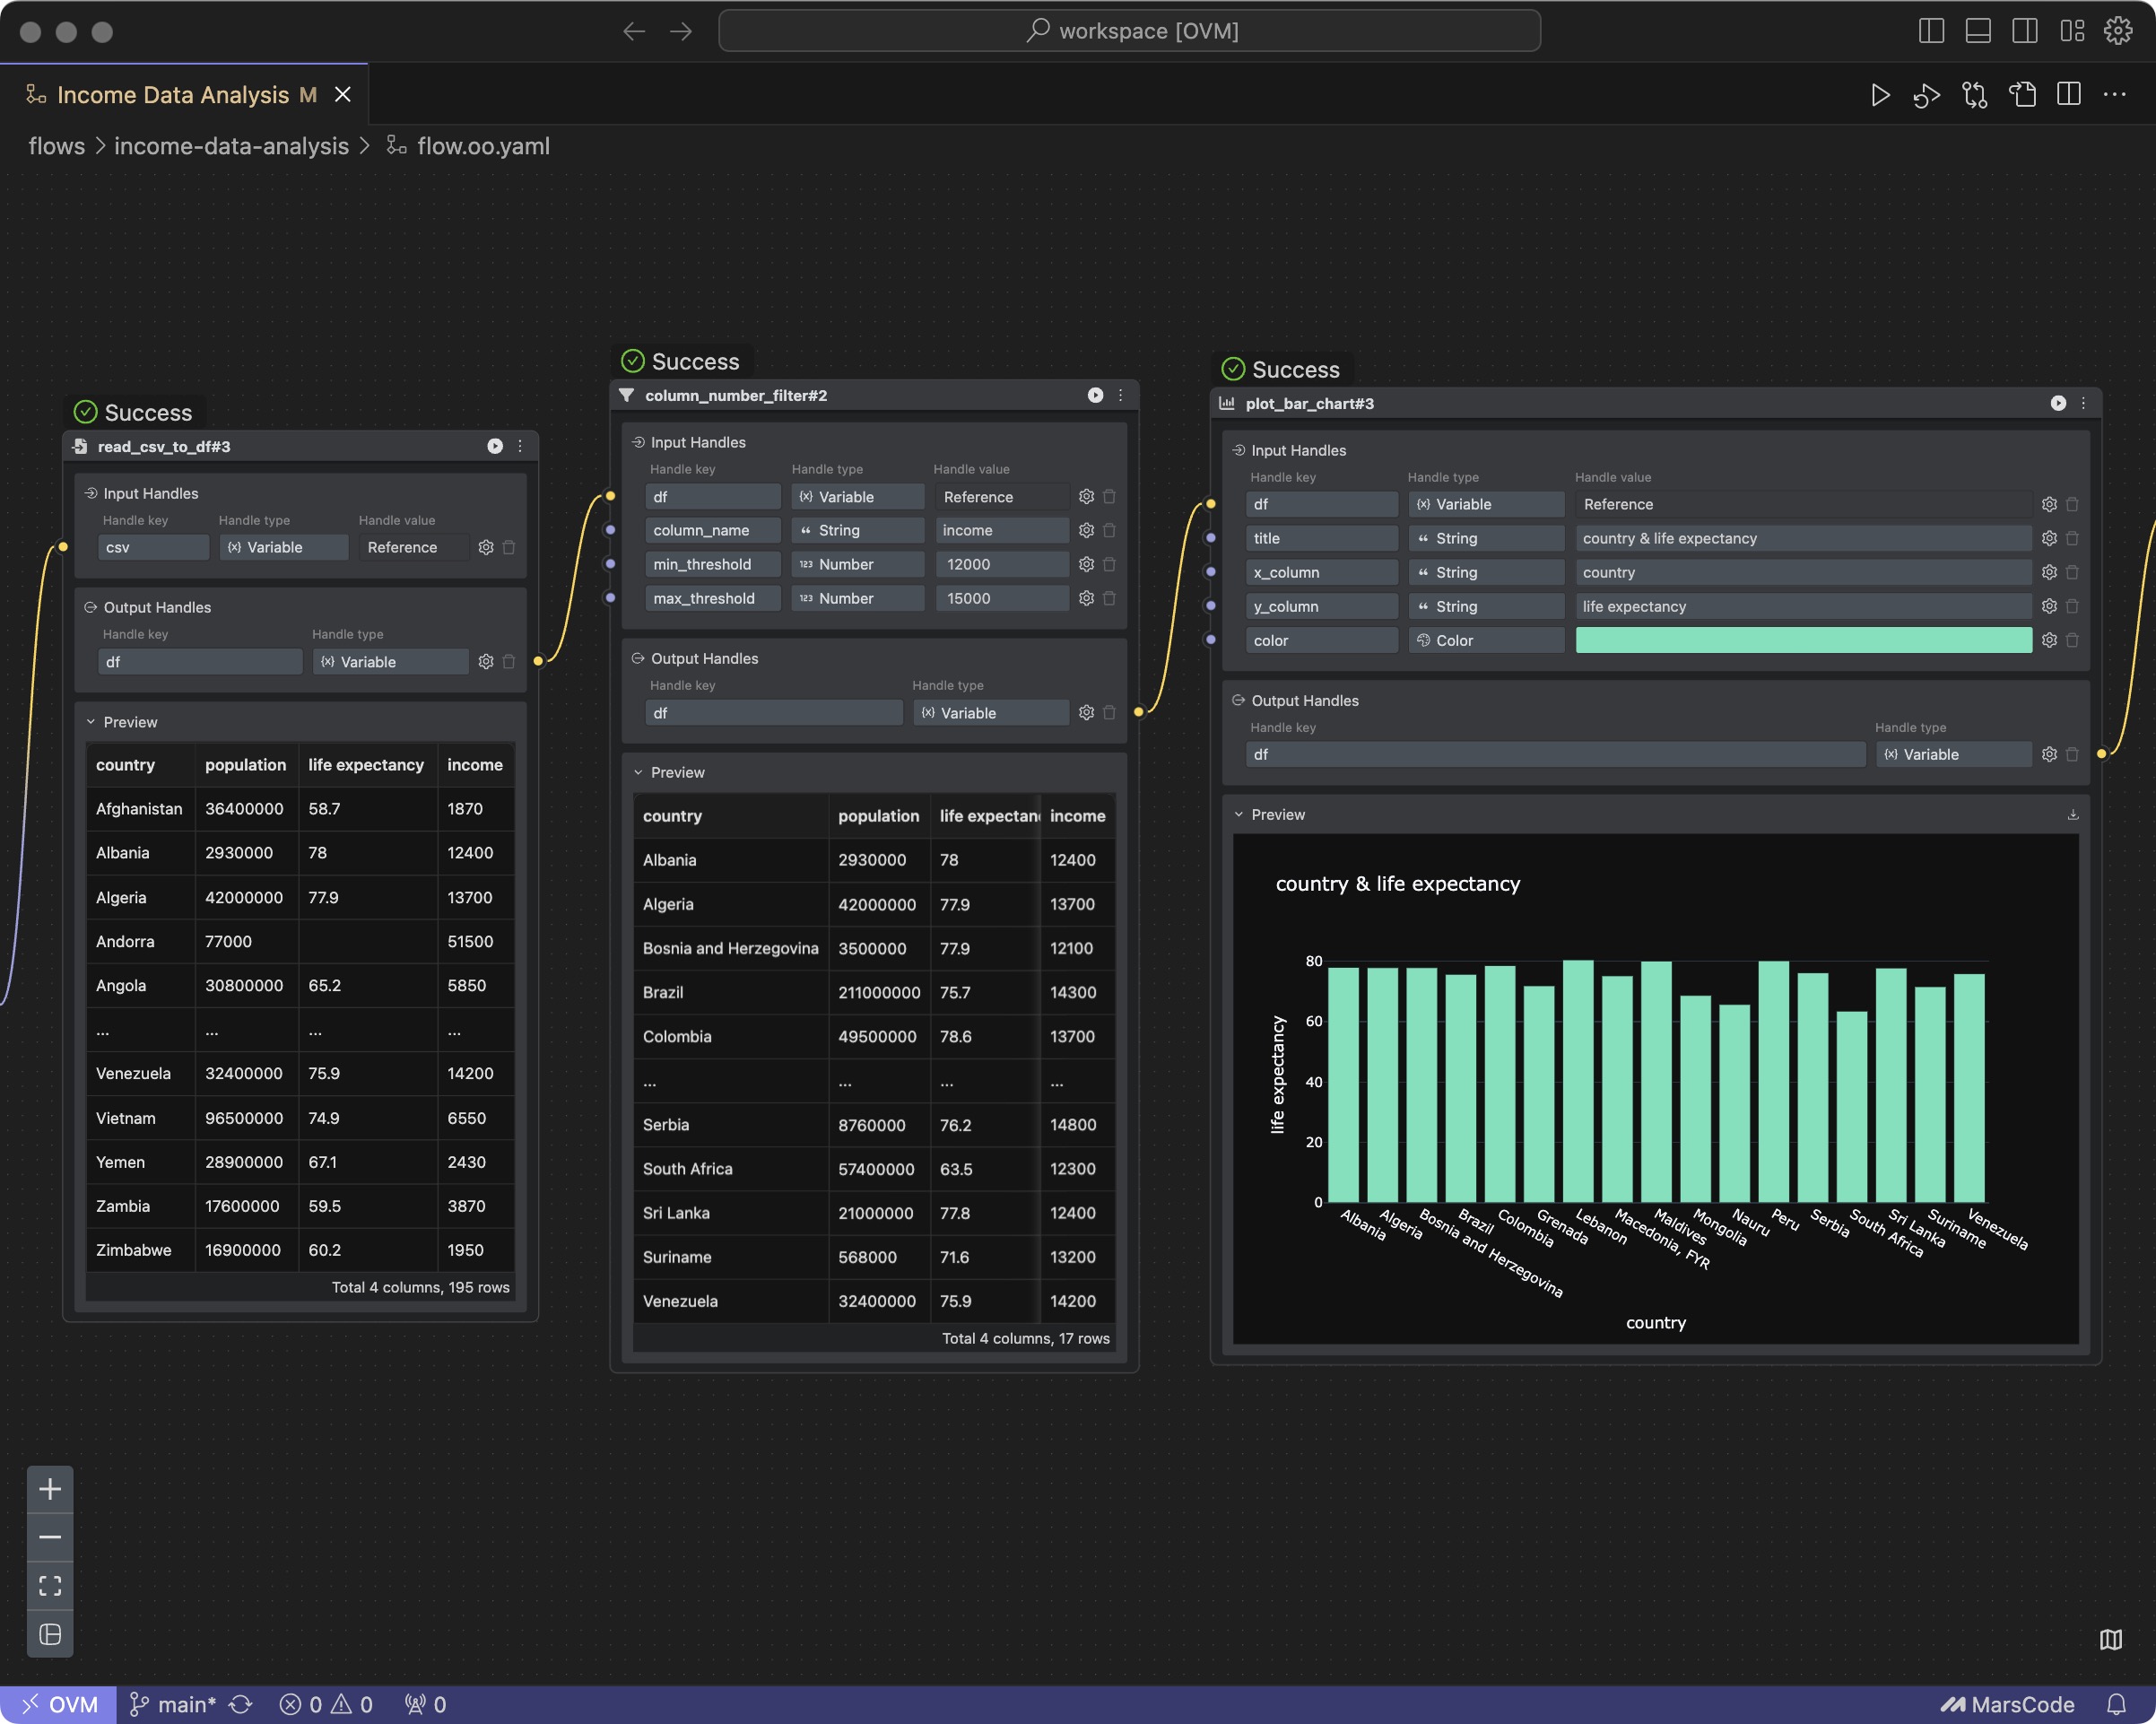 workspace [OVM]
Income Data Analysis M
flows > income-data-analysis > flow.oo.yaml
Success
read_csv_to_df#3
Input Handles
Handle key Handle type Handle value
csv {x} Variable Reference
Output Handles
Handle key Handle type
df {x} Variable
Preview
country population life expectancy income
Afghanistan 36400000 58.7 1870
Albania 2930000 78 12400
Algeria 42000000 77.9 13700
Andorra 77000 51500
Angola 30800000 65.2 5850
... ... ... ...
Venezuela 32400000 75.9 14200
Vietnam 96500000 74.9 6550
Yemen 28900000 67.1 2430
Zambia 17600000 59.5 3870
Zimbabwe 16900000 60.2 1950
Total 4 columns, 195 rows
Success
column_number_filter#2
Input Handles
Handle key Handle type Handle value
df {x} Variable Reference
column_name “ String income
min_threshold 123 Number 12000
max_threshold 123 Number 15000
Output Handles
Handle key Handle type
df {x} Variable
Preview
country population life expectan income
Albania 2930000 78 12400
Algeria 42000000 77.9 13700
Bosnia and Herzegovina 3500000 77.9 12100
Brazil 211000000 75.7 14300
Colombia 49500000 78.6 13700
... ... ... ...
Serbia 8760000 76.2 14800
South Africa 57400000 63.5 12300
Sri Lanka 21000000 77.8 12400
Suriname 568000 71.6 13200
Venezuela 32400000 75.9 14200
Total 4 columns, 17 rows
Success
plot_bar_chart#3
Input Handles
Handle key Handle type Handle value
df {x} Variable Reference
title “ String country & life expectancy
x_column “ String country
y_column “ String life expectancy
color Color
Output Handles
Handle key Handle type
df {x} Variable
Preview
country & life expectancy
80
60
40
20
0
life expectancy
Albania
Algeria
Bosnia and Herzegovina
Brazil
Colombia
Grenada
Lebanon
Macedonia, FYR
Maldives
Mongolia
Nauru
Peru
Serbia
South Africa
Sri Lanka
Suriname
Venezuela
country
OVM main* 0 0 0 MarsCode